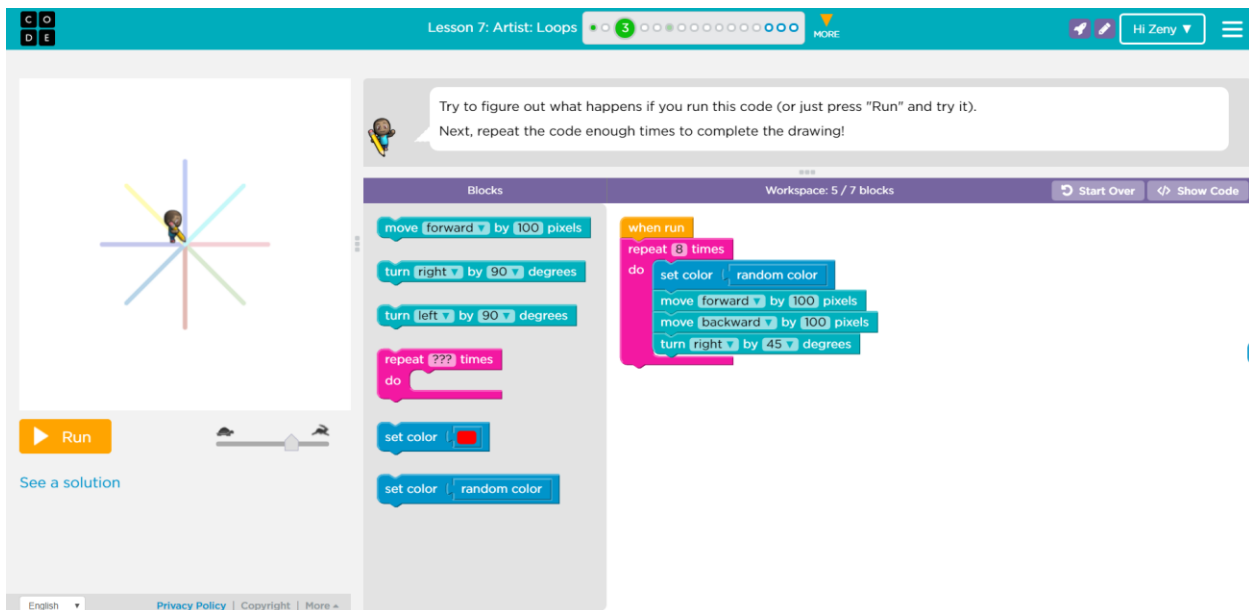 C O
D E
Lesson 7: Artist: Loops
3
MORE
Hi Zeny ▼
Try to figure out what happens if you run this code (or just press "Run" and try it).
Next, repeat the code enough times to complete the drawing!
Blocks
Workspace: 5 / 7 blocks
Start Over
</> Show Code
move forward ▼ by 100 pixels
turn right ▼ by 90 ▼ degrees
turn left ▼ by 90 ▼ degrees
repeat ??? times
do
set color
set color random color
when run
repeat 8 times
do set color random color
move forward ▼ by 100 pixels
move backward ▼ by 100 pixels
turn right ▼ by 45 ▼ degrees
Run
See a solution
English ▼
Privacy Policy | Copyright | More